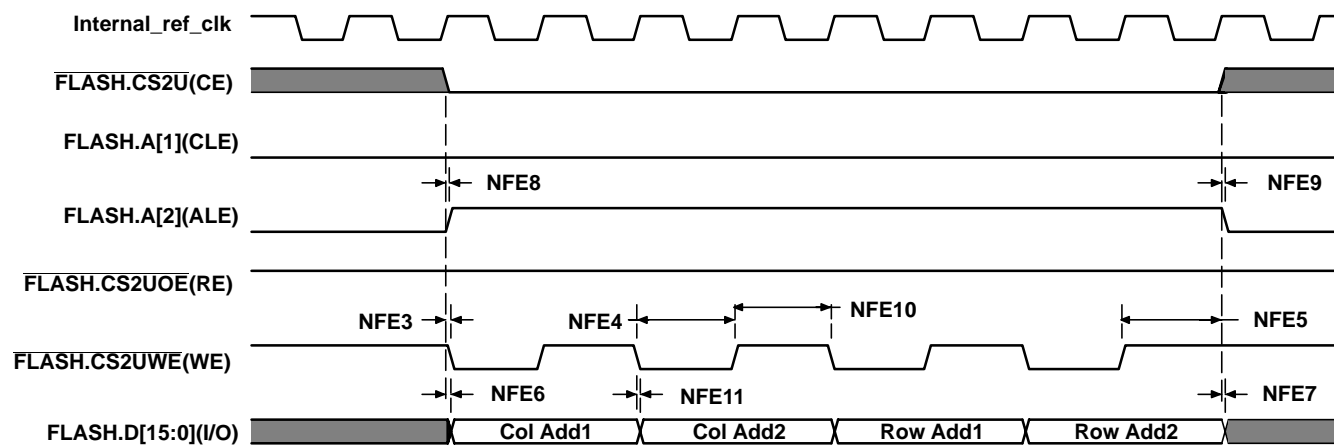 Internal_ref_clk
FLASH.CS2U(CE)
FLASH.A[1](CLE)
NFE8
NFE9
FLASH.A[2](ALE)
FLASH.CS2UOE(RE)
NFE3
NFE4
NFE10
NFE5
FLASH.CS2UWE(WE)
NFE6
NFE11
NFE7
FLASH.D[15:0](I/O)
Col Add1
Col Add2
Row Add1
Row Add2